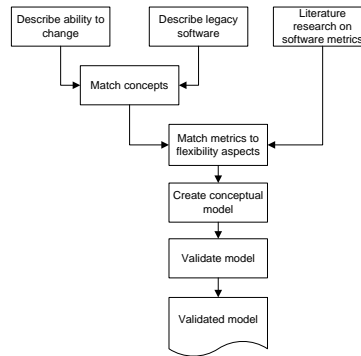 Describe ability to
change
Describe legacy
software
Literature
research on
software metrics
Match concepts
Match metrics to
flexibility aspects
Create conceptual
model
Validate model
Validated model